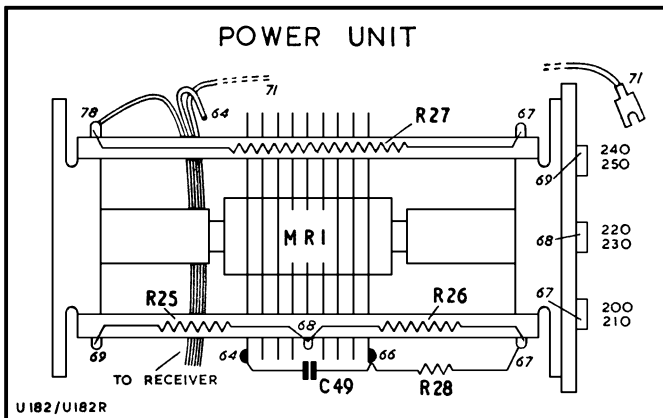 POWER UNIT
71
71
78
64
67
R27
240
250
69
MR1
68
220
230
R25
R26
67
200
210
68
69
64
66
67
TO RECEIVER
C49
R28
U182/U182R